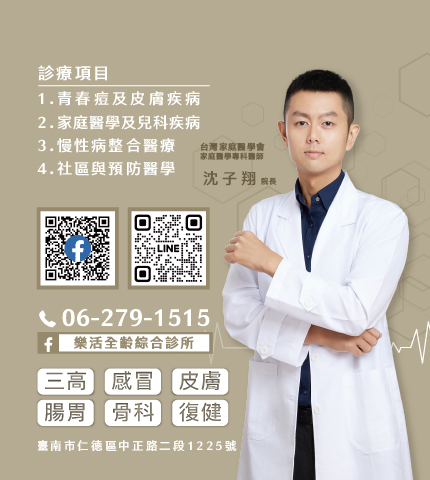 診療項目
1.青春痘及皮膚疾病
2.家庭醫學及兒科疾病
3.慢性病整合醫療
4.社區與預防醫學
台灣家庭醫學會
家庭醫學專科醫師
沈子翔 院長
LINE
06-279-1515
樂活全齡綜合診所
三高 感冒 皮膚
腸胃 骨科 復健
臺南市仁德區中正路二段1225號